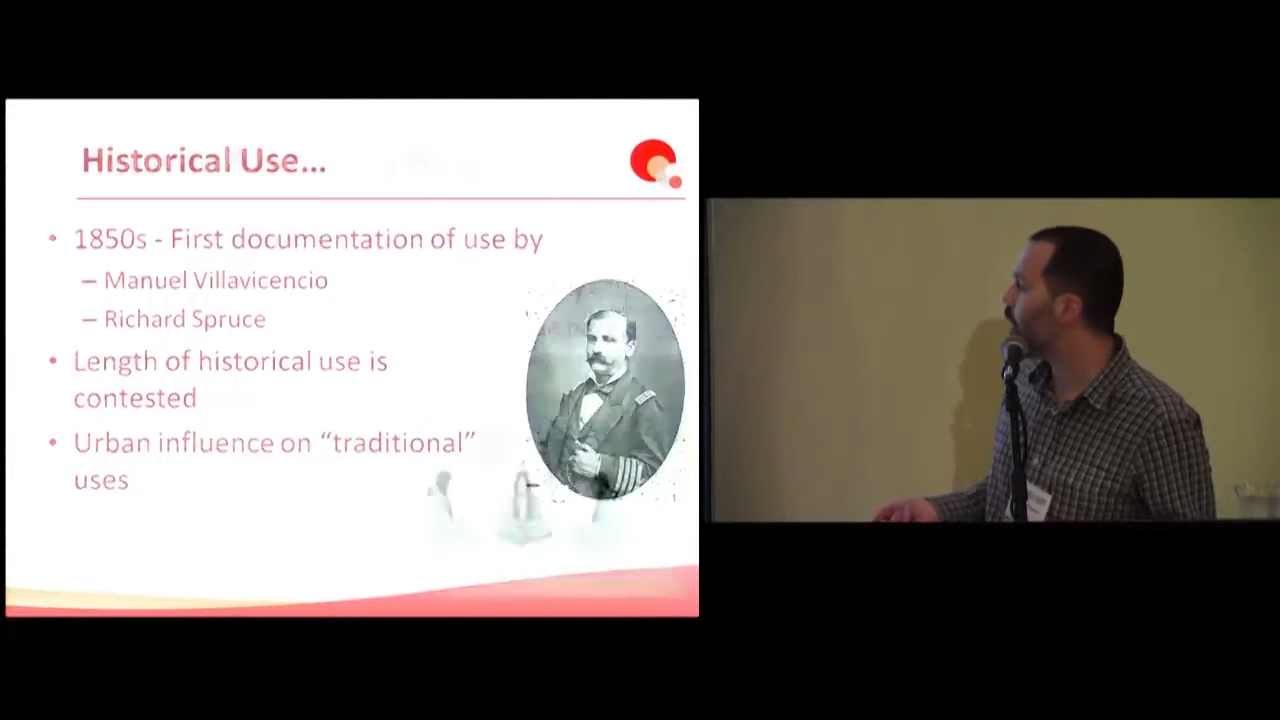 Historical Use...
• 1850s - First documentation of use by
– Manuel Villavicencio
– Richard Spruce
• Length of historical use is
contested
• Urban influence on “traditional”
uses